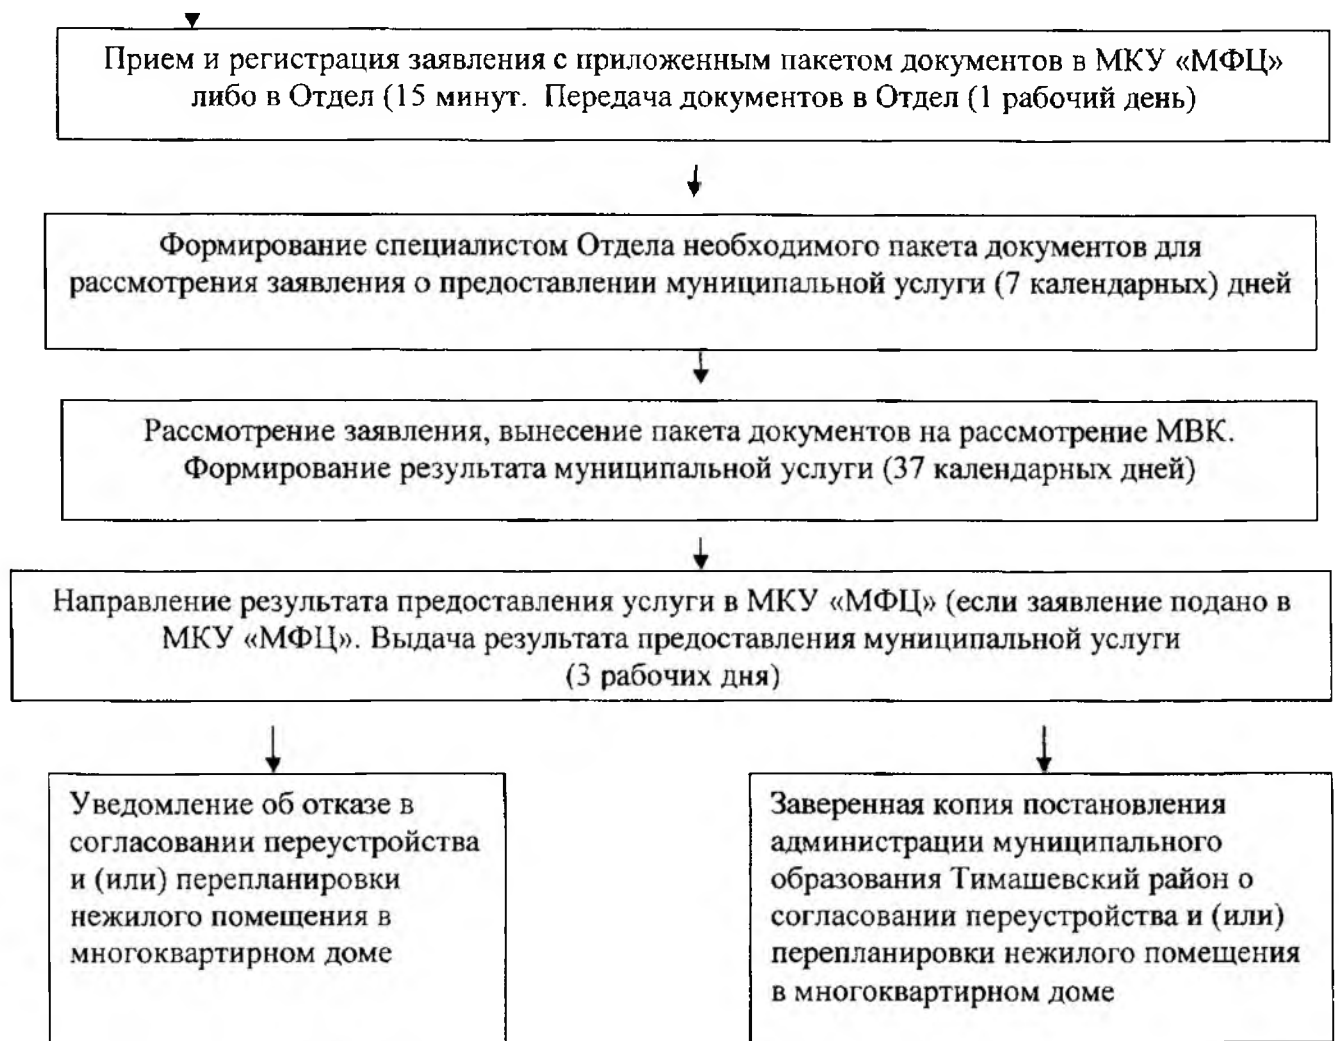 Прием и регистрация заявления с приложенным пакетом документов в МКУ «МФЦ»
либо в Отдел (15 минут. Передача документов в Отдел (1 рабочий день)
Формирование специалистом Отдела необходимого пакета документов для
рассмотрения заявления о предоставлении муниципальной услуги (7 календарных) дней
Рассмотрение заявления, вынесение пакета документов на рассмотрение МВК.
Формирование результата муниципальной услуги (37 календарных дней)
Направление результата предоставления услуги в МКУ «МФЦ» (если заявление подано в
МКУ «МФЦ». Выдача результата предоставления муниципальной услуги
(3 рабочих дня)
Уведомление об отказе в
согласовании переустройства
и (или) перепланировки
нежилого помещения в
многоквартирном доме
Заверенная копия постановления
администрации муниципального
образования Тимашевский район о
согласовании переустройства и (или)
перепланировки нежилого помещения
в многоквартирном доме